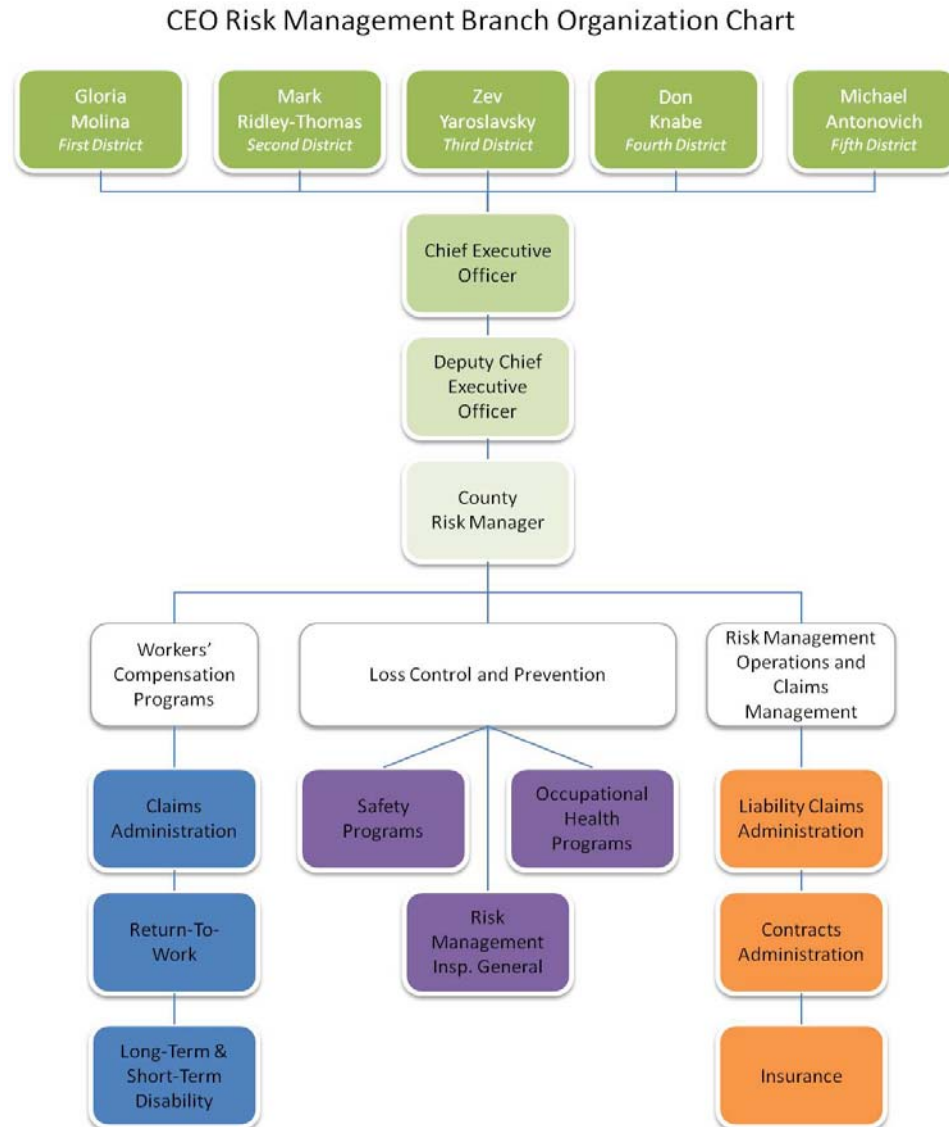 CEO Risk Management Branch Organization Chart
Gloria
Molina
First District
Mark
Ridley-Thomas
Second District
Zev
Yaroslavsky
Third District
Don
Knabe
Fourth District
Michael
Antonovich
Fifth District
Chief Executive
Officer
Deputy Chief
Executive
Officer
County
Risk Manager
Workers'
Compensation
Programs
Loss Control and Prevention
Risk Management
Operations and
Claims
Management
Claims
Administration
Safety
Programs
Occupational
Health
Programs
Liability Claims
Administration
Return-To-
Work
Risk
Management
Insp. General
Contracts
Administration
Long-Term &
Short-Term
Disability
Insurance